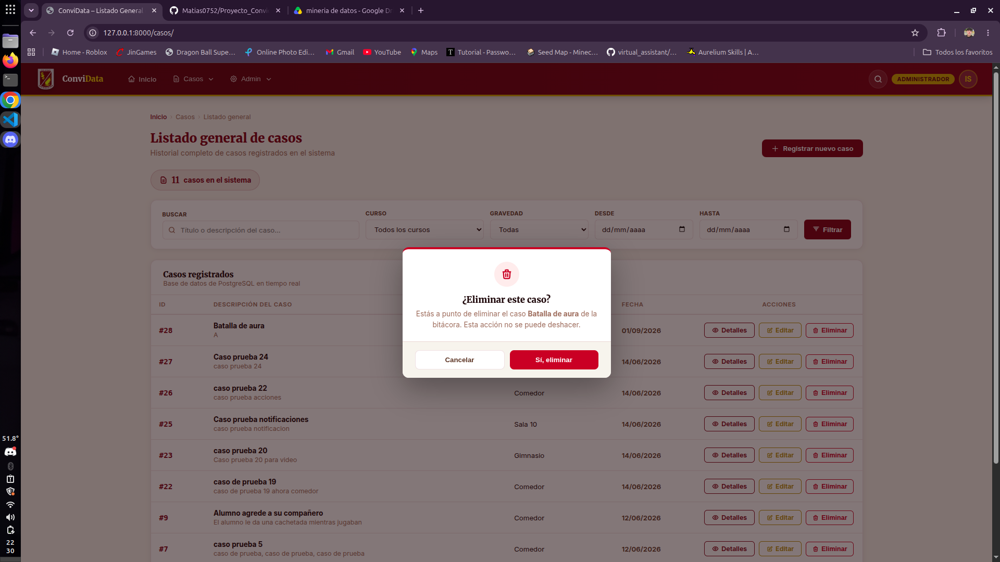 ConviData – Listado General
Matias0752/Proyecto_Convi
mineria de datos - Google Dr
127.0.0.1:8000/casos/
Home - Roblox
JinGames
Dragon Ball Supe…
Online Photo Edi…
Gmail
YouTube
Maps
Tutorial - Passwo…
Seed Map - Minec…
virtual_assistant/…
Aurelium Skills | A…
Todos los favoritos
ConviData
Inicio
Casos
Admin
ADMINISTRADOR
IS
Inicio › Casos › Listado general
Listado general de casos
Historial completo de casos registrados en el sistema
Registrar nuevo caso
11 casos en el sistema
BUSCAR
Título o descripción del caso...
CURSO
Todos los cursos
GRAVEDAD
Todas
DESDE
dd/mm/aaaa
HASTA
dd/mm/aaaa
Filtrar
Casos registrados
Base de datos de PostgreSQL en tiempo real
ID DESCRIPCIÓN DEL CASO FECHA ACCIONES
#28 Batalla de aura 01/09/2026 Detalles Editar Eliminar
A
#27 Caso prueba 24 14/06/2026 Detalles Editar Eliminar
caso prueba 24
#26 caso prueba 22 Comedor 14/06/2026 Detalles Editar Eliminar
caso prueba acciones
#25 Caso prueba notificaciones Sala 10 14/06/2026 Detalles Editar Eliminar
caso prueba notificacion
#23 caso prueba 20 Gimnasio 14/06/2026 Detalles Editar Eliminar
Caso prueba 20 para video
#22 caso de prueba 19 Comedor 14/06/2026 Detalles Editar Eliminar
caso de prueba 19 ahora comedor
#9 Alumno agrede a su compañero Comedor 12/06/2026 Detalles Editar Eliminar
El alumno le da una cachetada mientras jugaban
#7 caso prueba 5 Comedor 12/06/2026 Detalles Editar Eliminar
caso de prueba, caso de prueba, caso de prueba
¿Eliminar este caso?
Estás a punto de eliminar el caso Batalla de aura de la
bitácora. Esta acción no se puede deshacer.
Cancelar
Sí, eliminar
51.8°
22
30